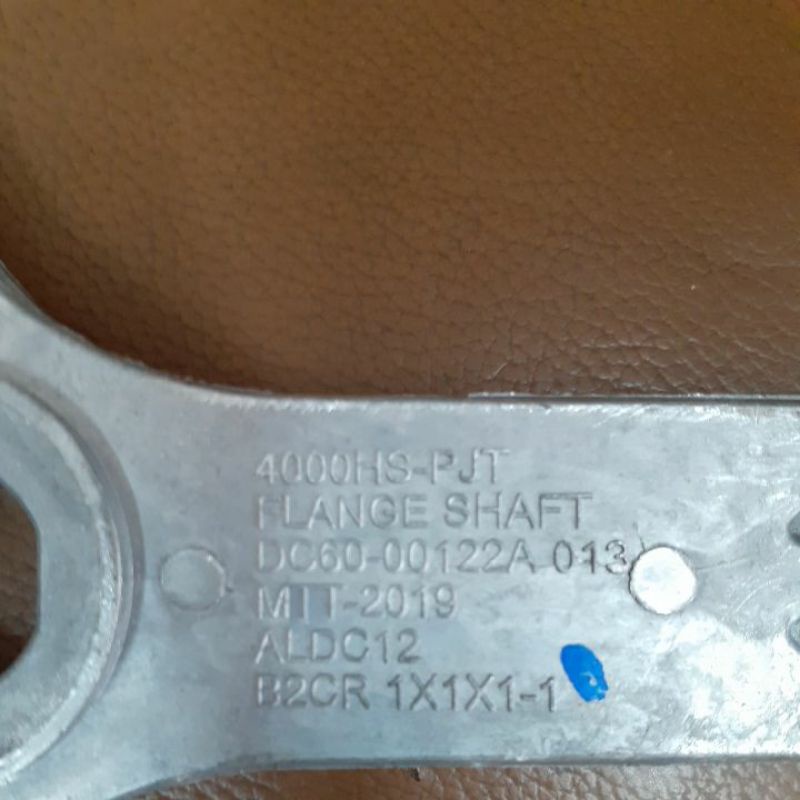 4000HS-PJT
FLANGE SHAFT
DC60-00122A 013
MTT-2019
ALDC12
B2CR 1X1X1-1